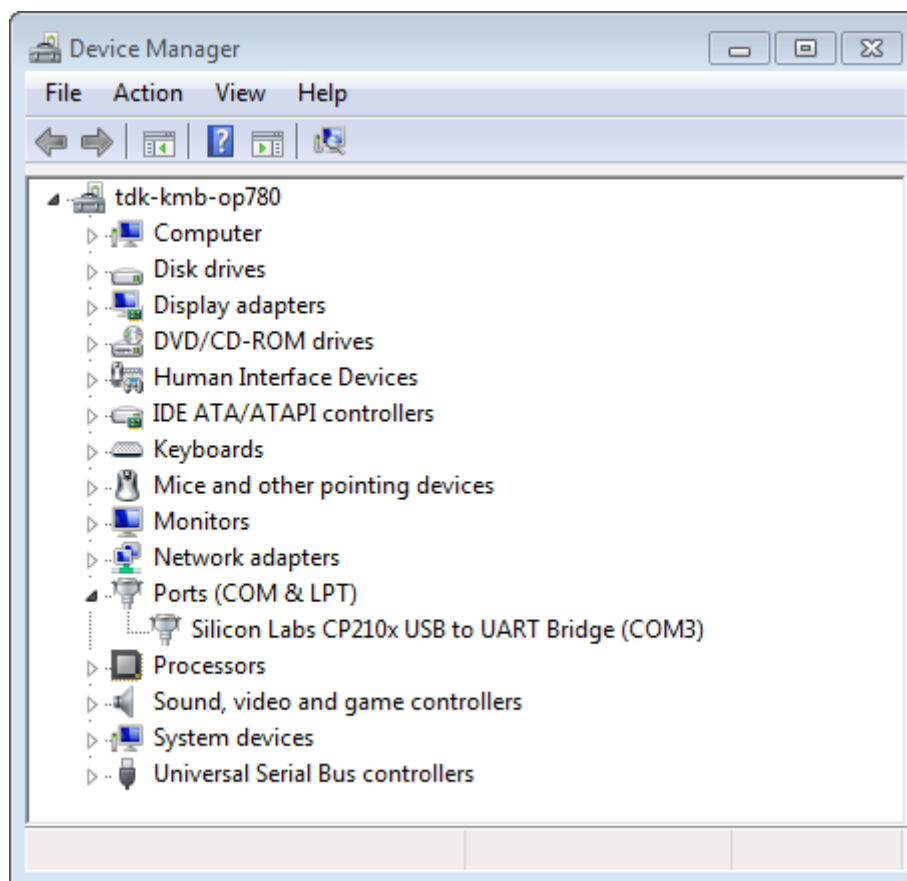 Device Manager
File Action View Help
?
tdk-kmb-op780
Computer
Disk drives
Display adapters
DVD/CD-ROM drives
Human Interface Devices
IDE ATA/ATAPI controllers
Keyboards
Mice and other pointing devices
Monitors
Network adapters
Ports (COM & LPT)
Silicon Labs CP210x USB to UART Bridge (COM3)
Processors
Sound, video and game controllers
System devices
Universal Serial Bus controllers